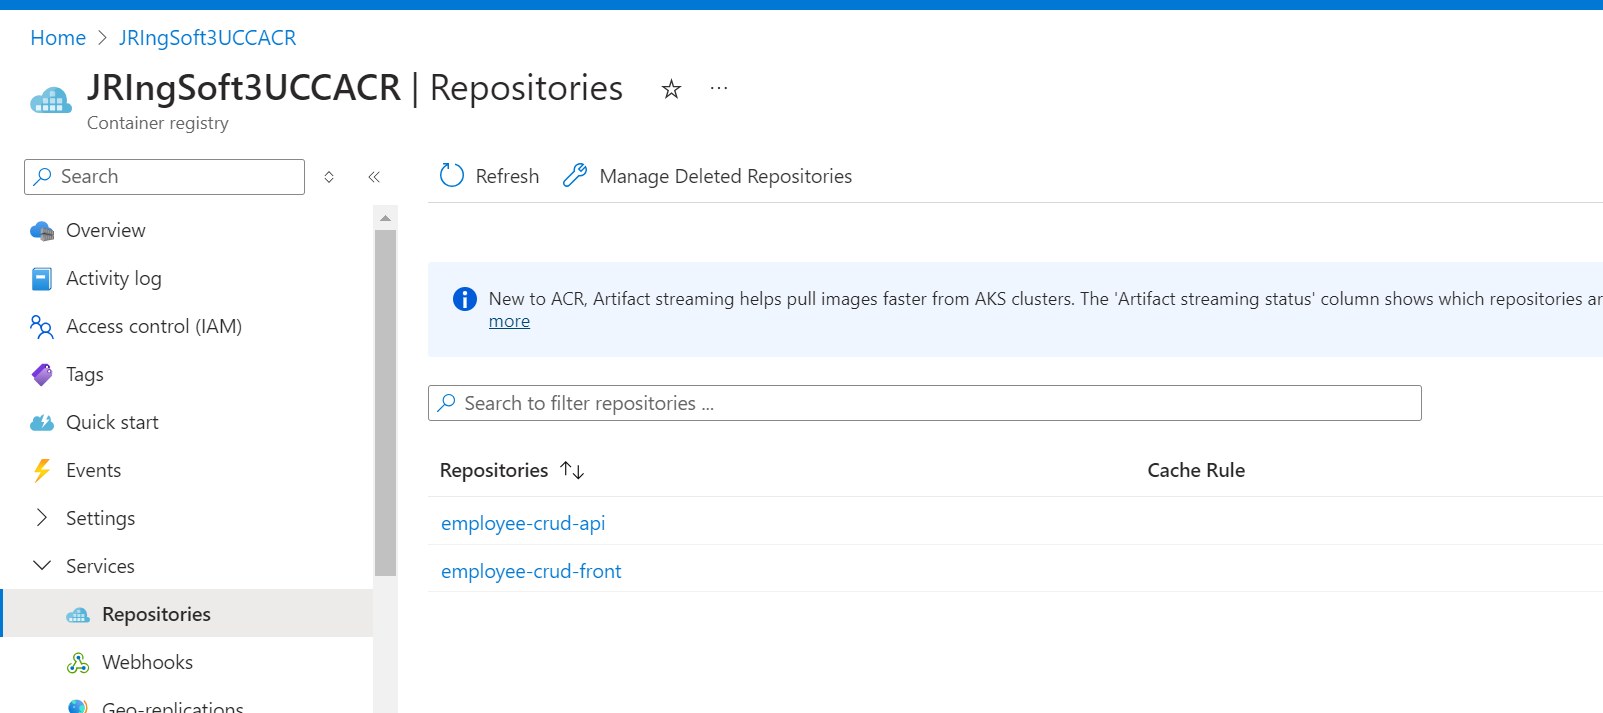 Home > JRIngSoft3UCCACR
JRIngSoft3UCCACR | Repositories ☆ ···
Container registry
Search
Refresh Manage Deleted Repositories
Overview
Activity log
Access control (IAM)
Tags
Quick start
Events
Settings
Services
Repositories
Webhooks
Geo-replications
New to ACR, Artifact streaming helps pull images faster from AKS clusters. The 'Artifact streaming status' column shows which repositories
more
Search to filter repositories ...
Repositories ↑↓ Cache Rule
employee-crud-api
employee-crud-front